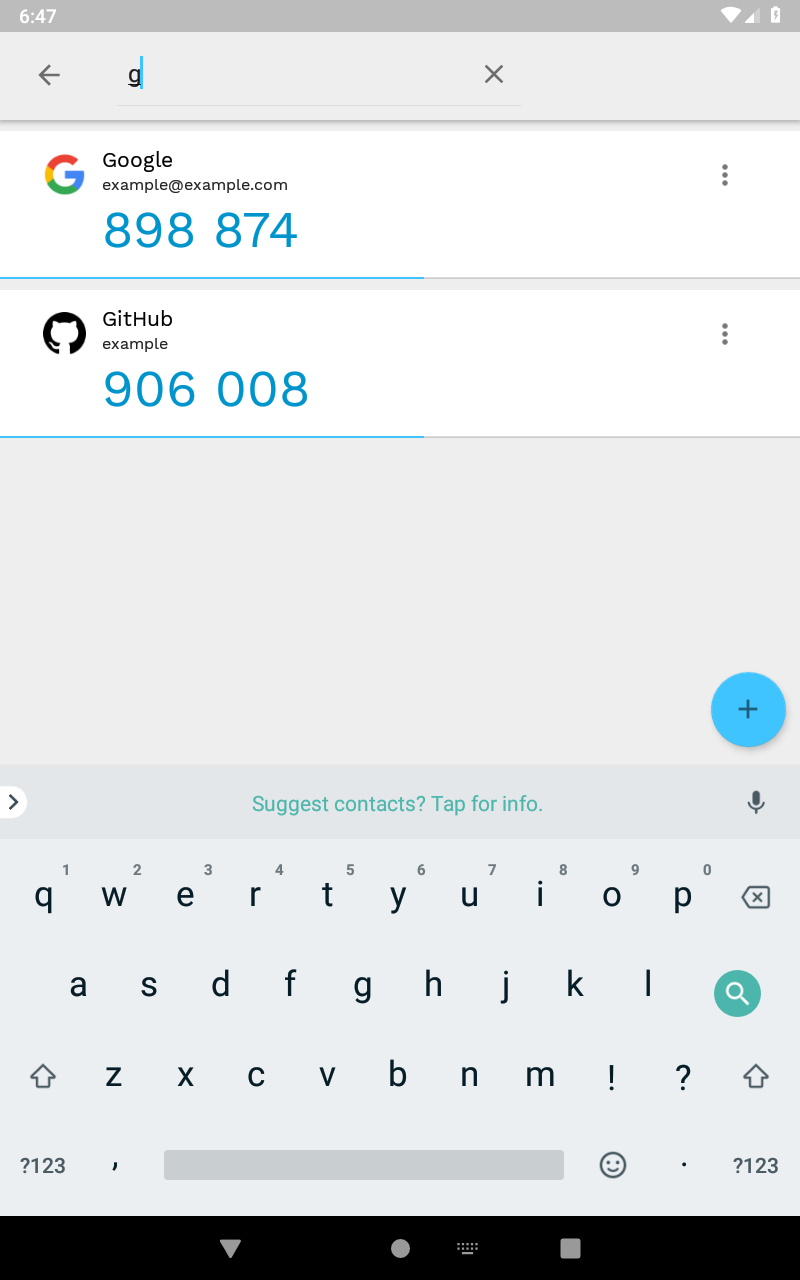 6:47
g
Google
example@example.com
898 874
GitHub
example
906 008
Suggest contacts? Tap for info.
1 2 3 4 5 6 7 8 9 0
q w e r t y u i o p
a s d f g h j k l
z x c v b n m ! ?
?123 , . ?123